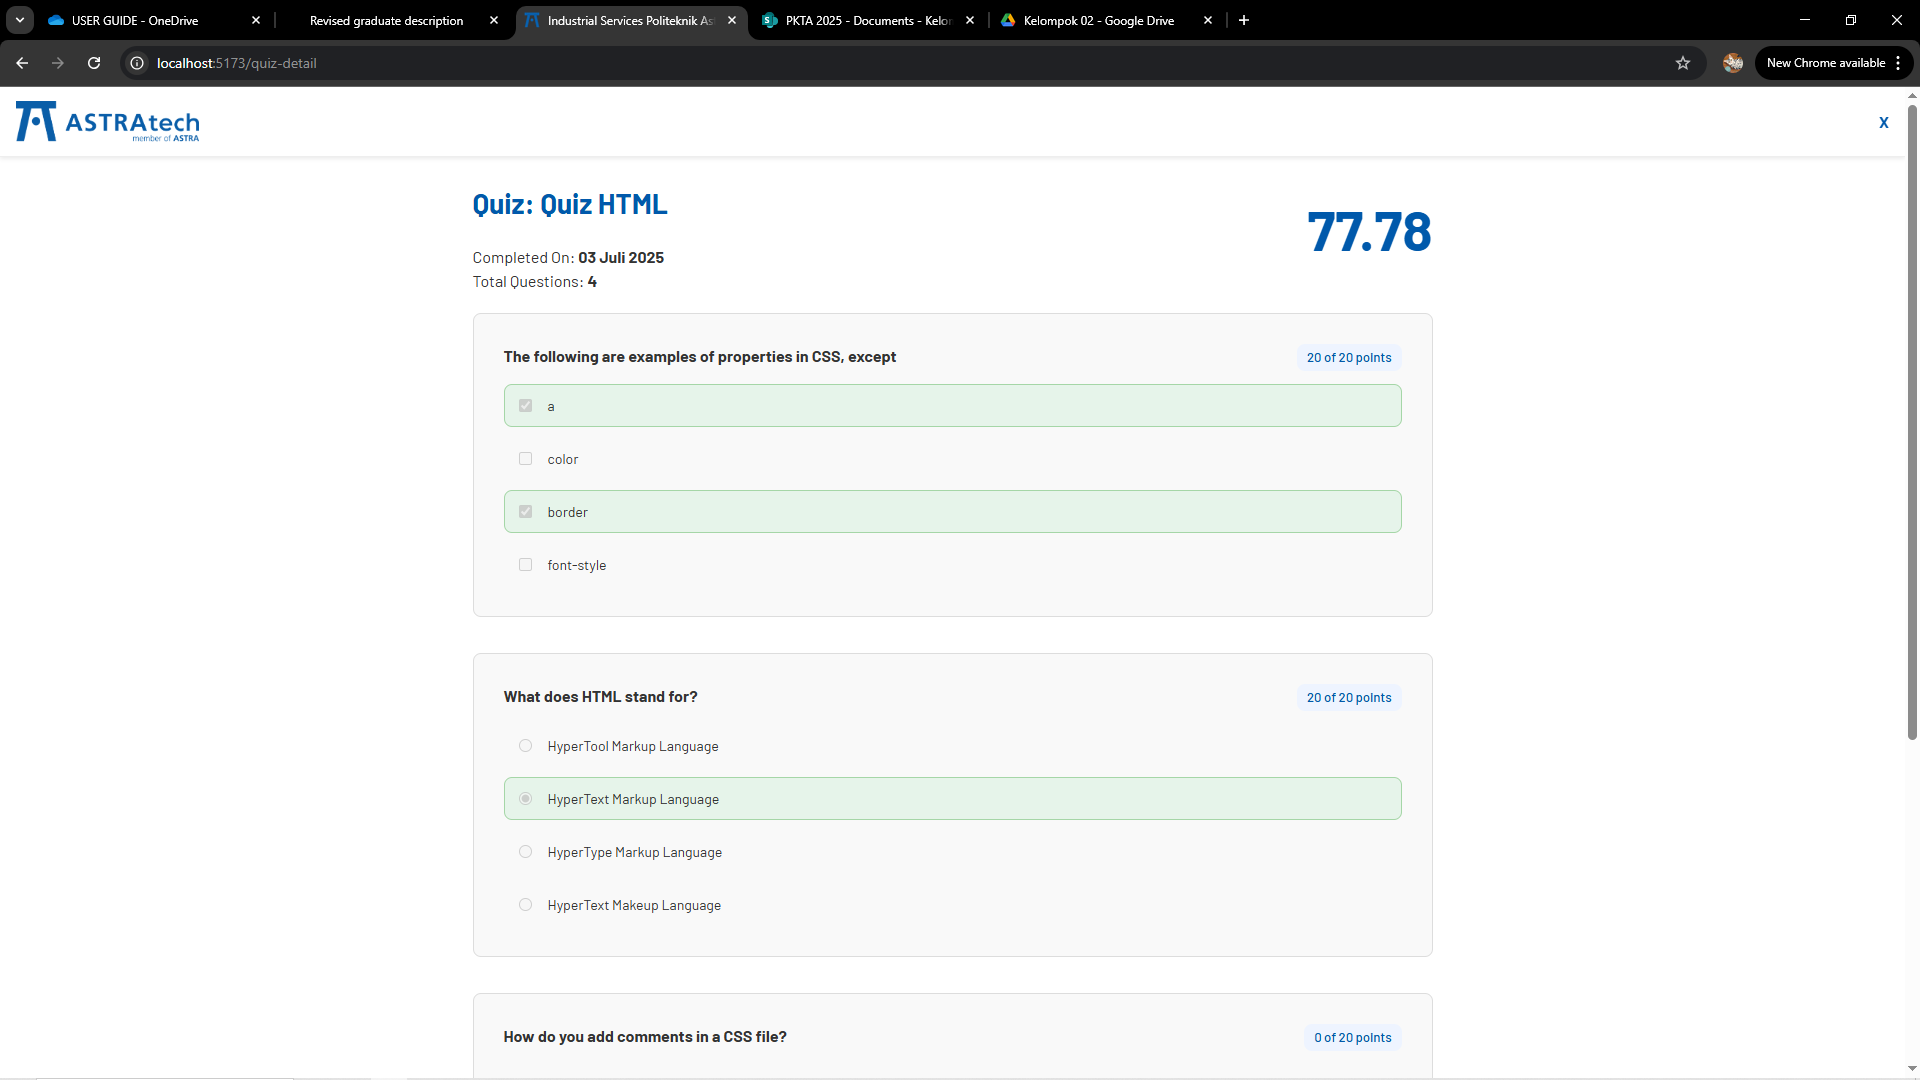 USER GUIDE - OneDrive
Revised graduate description
Industrial Services Politeknik As
PKTA 2025 - Documents - Kelon
Kelompok 02 - Google Drive
localhost:5173/quiz-detail
New Chrome available
ASTRAtech
member of ASTRA
X
Quiz: Quiz HTML
77.78
Completed On: 03 Juli 2025
Total Questions: 4
The following are examples of properties in CSS, except
20 of 20 points
a
color
border
font-style
What does HTML stand for?
20 of 20 points
HyperTool Markup Language
HyperText Markup Language
HyperType Markup Language
HyperText Makeup Language
How do you add comments in a CSS file?
0 of 20 points